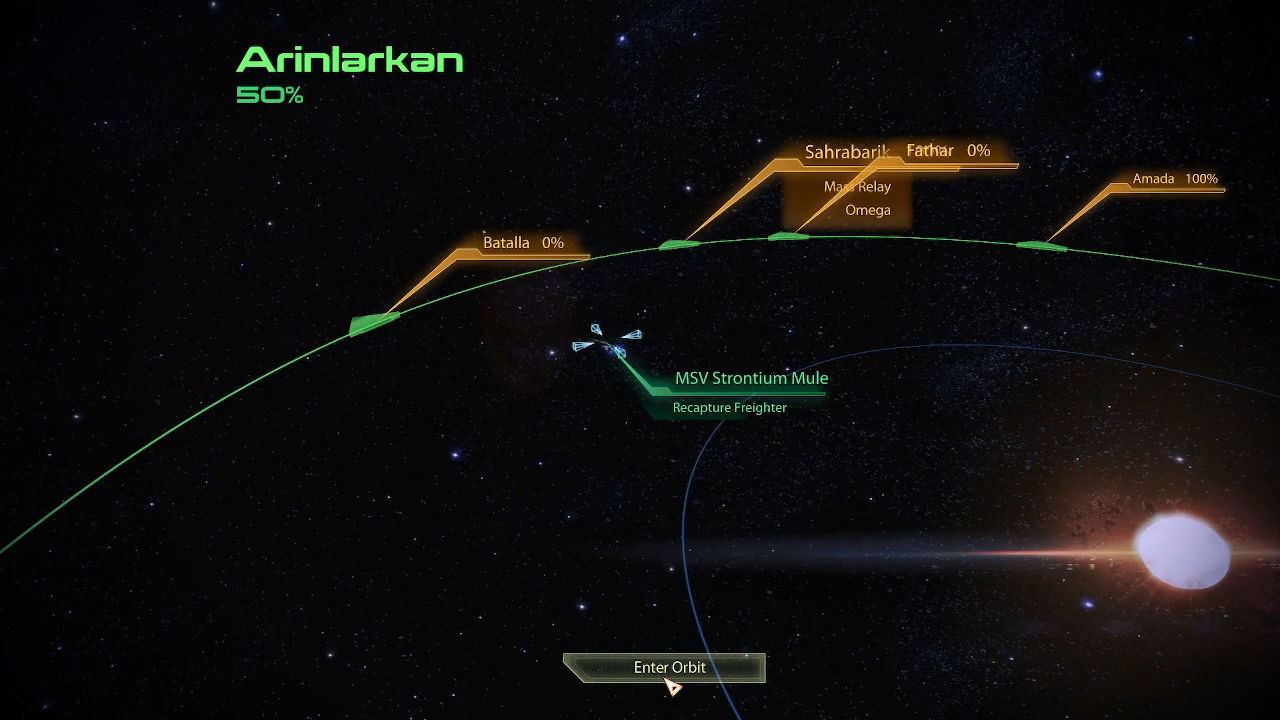 Arinlarkan
50%
Sahrabarik
Fathar 0%
Mass Relay
Omega
Amada 100%
Batalla 0%
MSV Strontium Mule
Recapture Freighter
Enter Orbit